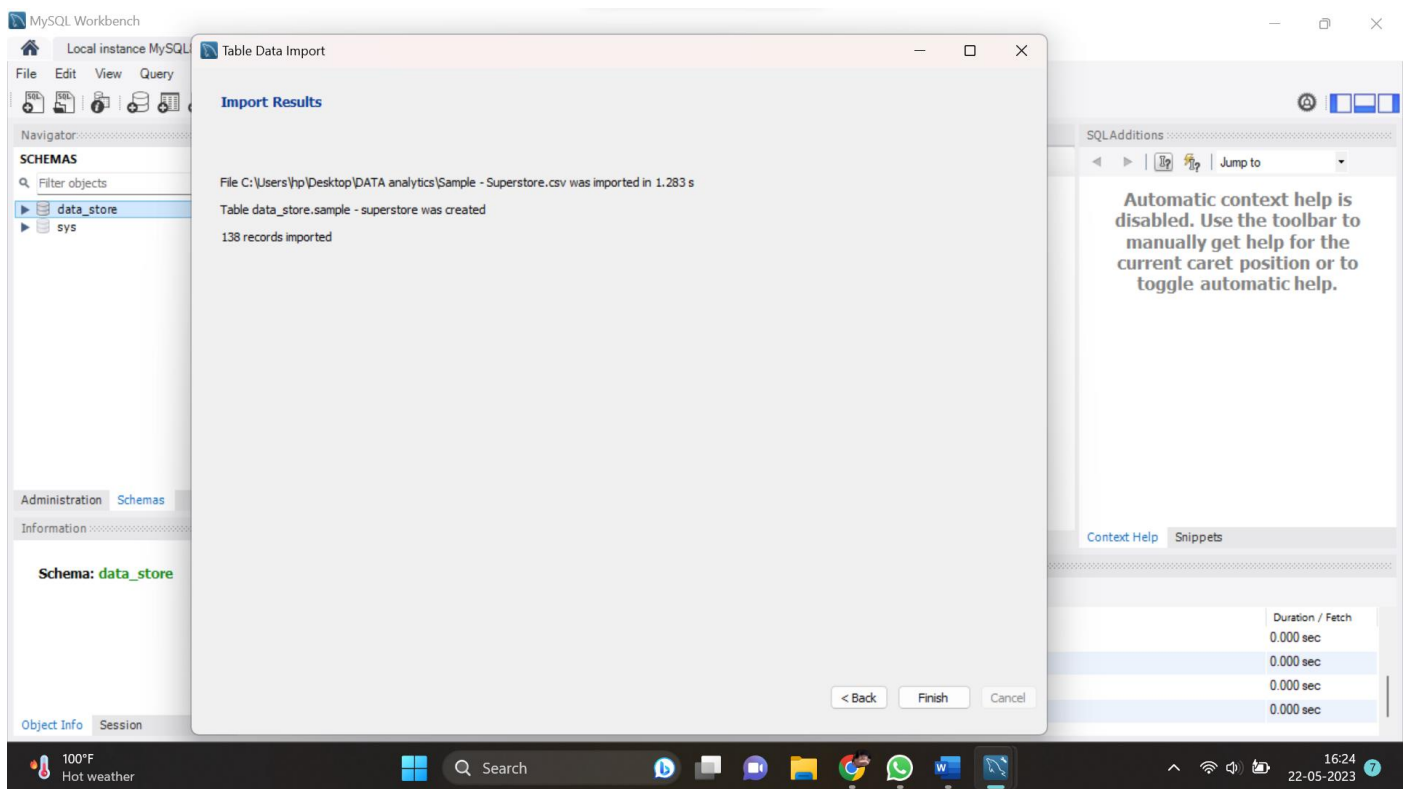 MySQL Workbench
Local instance MySQL
File Edit View Query
Table Data Import
Import Results
File C:\Users\hp\Desktop\DATA analytics\Sample - Superstore.csv was imported in 1.283 s
Table data_store.sample - superstore was created
138 records imported
< Back Finish Cancel
Navigator
SCHEMAS
Filter objects
data_store
sys
Administration Schemas
Information
Schema: data_store
Object Info Session
SQLAdditions
Jump to
Automatic context help is
disabled. Use the toolbar to
manually get help for the
current caret position or to
toggle automatic help.
Context Help Snippets
Duration / Fetch
0.000 sec
0.000 sec
0.000 sec
0.000 sec
100°F
Hot weather
Search
16:24
22-05-2023
7